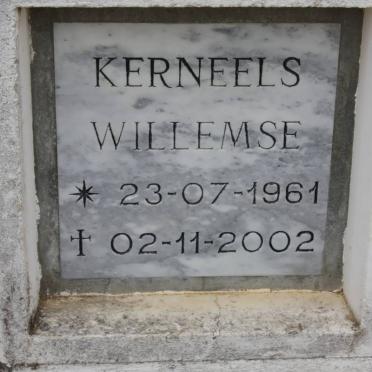 KERNEELS
WILLEMSE
* 23-07-1961
† 02-11-2002